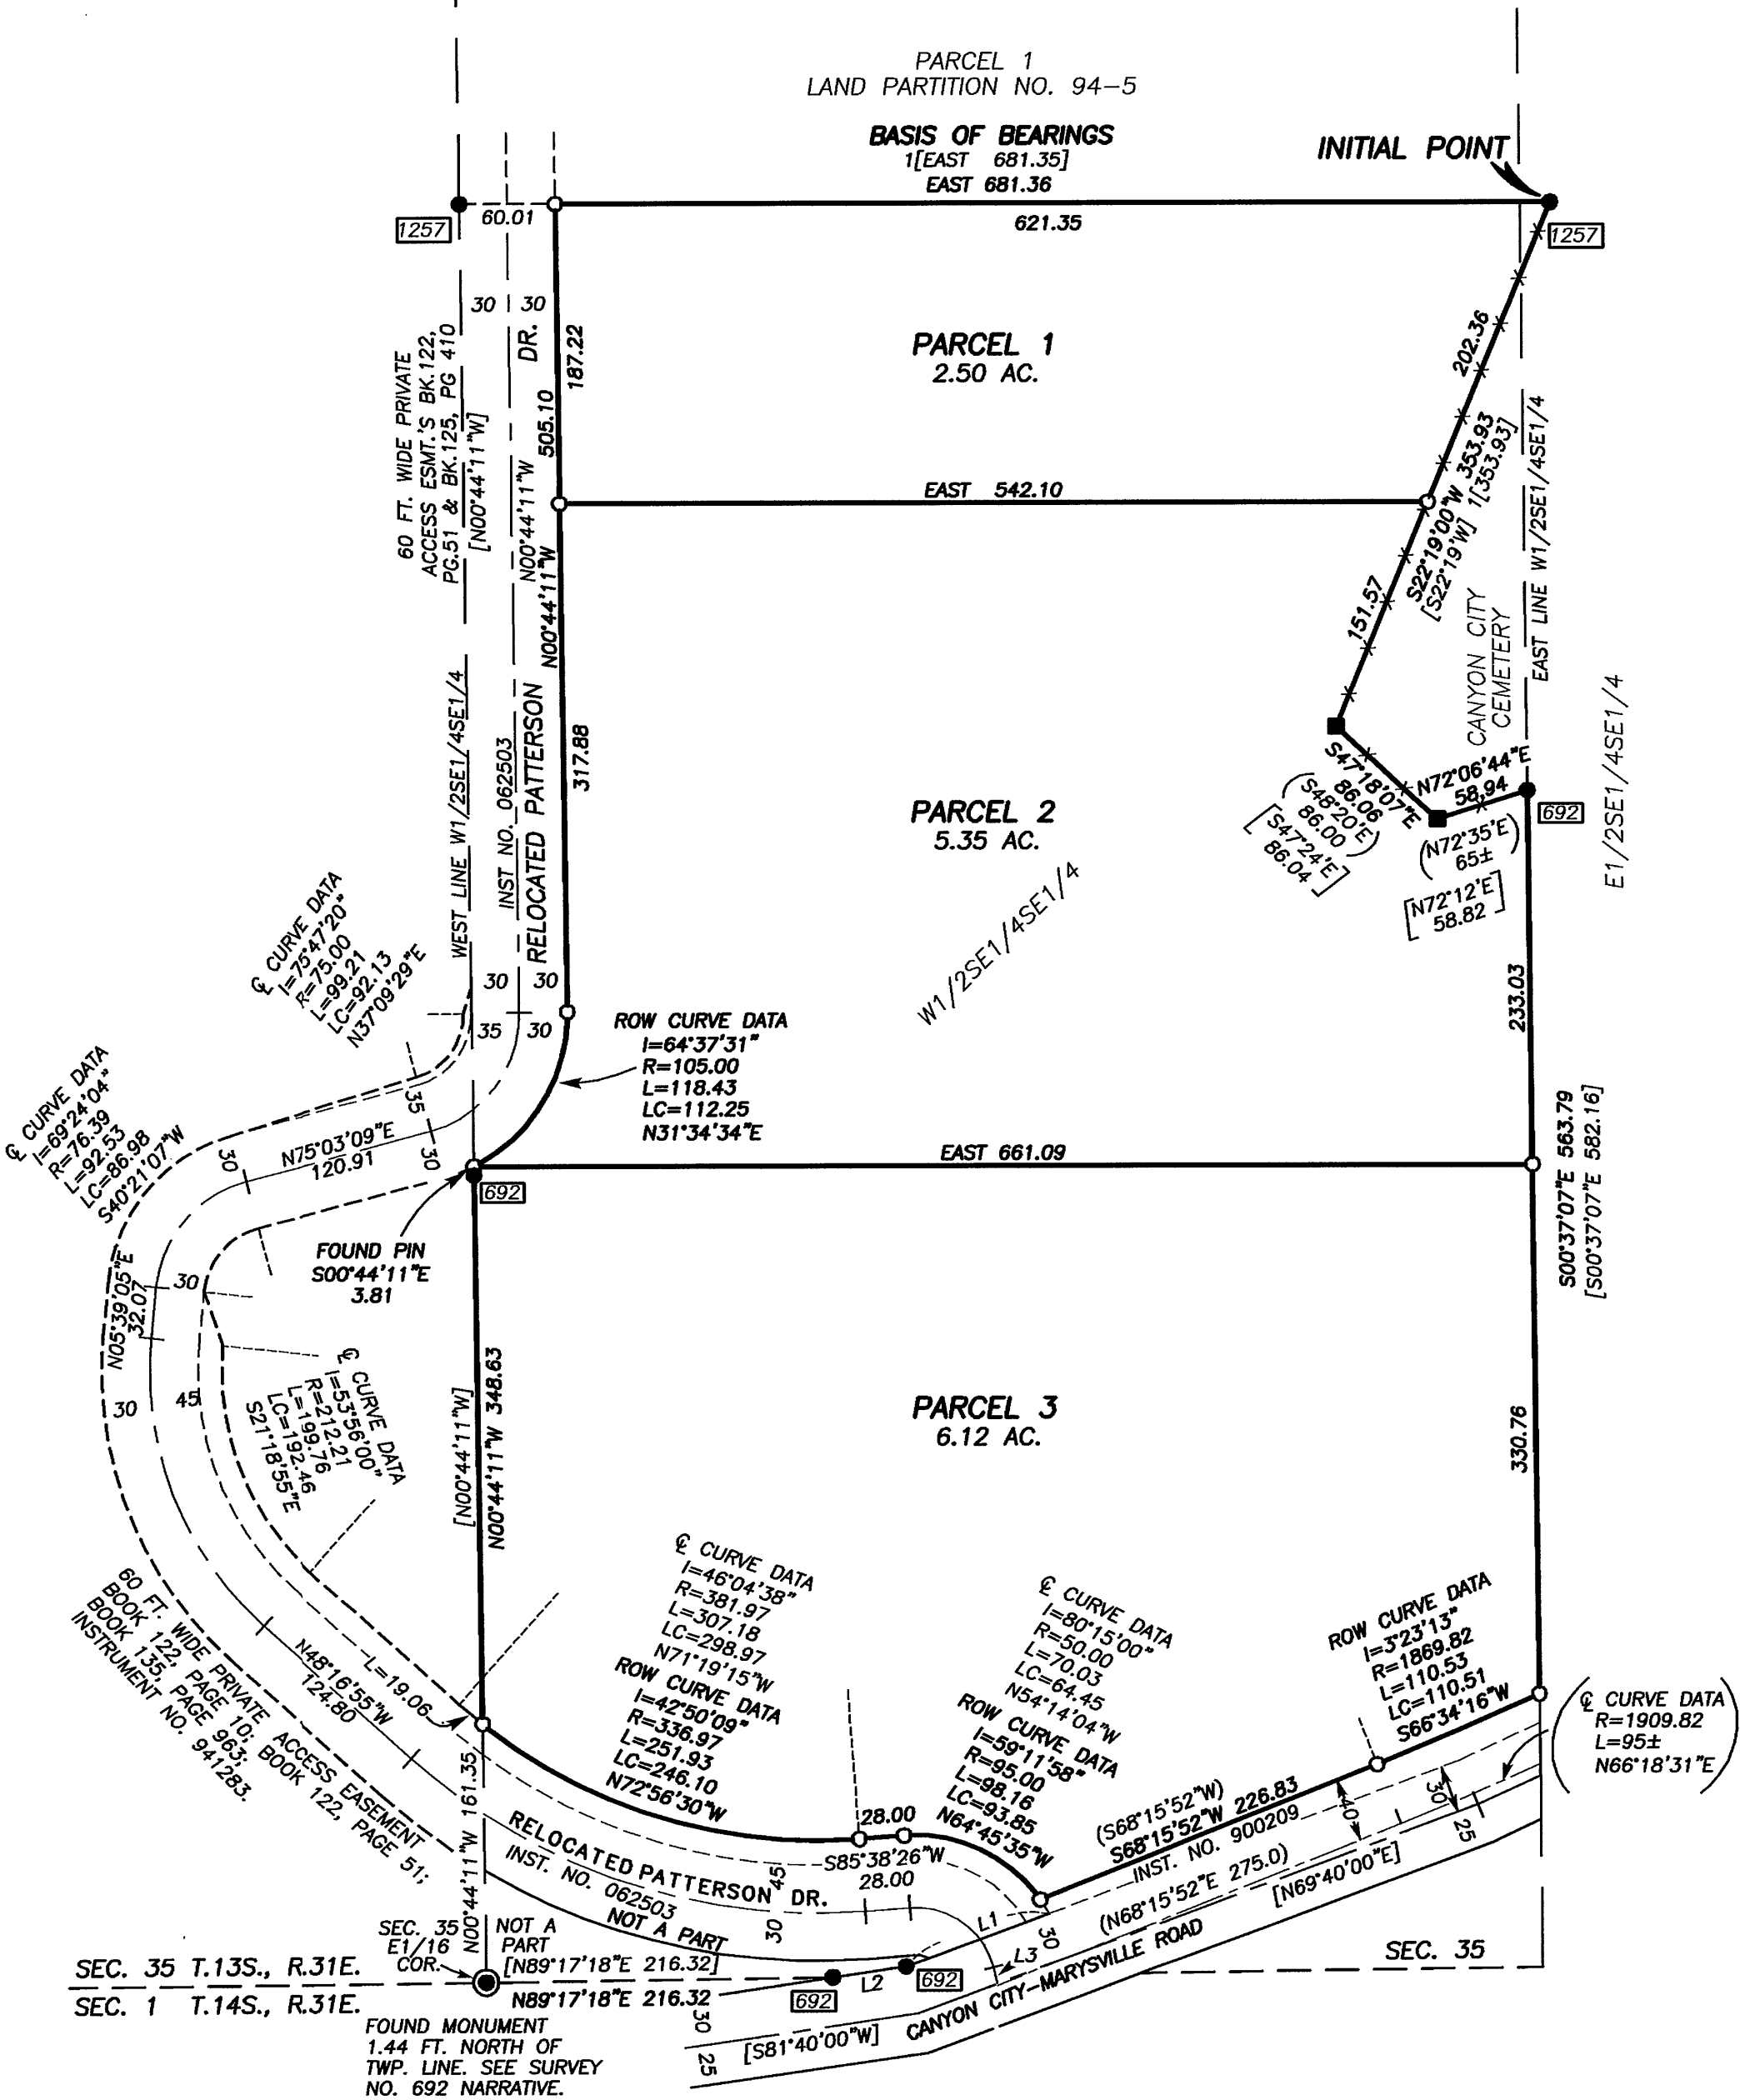 PARCEL 1
LAND PARTITION NO. 94-5
BASIS OF BEARINGS
1[EAST 681.35]
EAST 681.36
INITIAL POINT
1257
60.01
621.35
1257
30
30
60 FT. WIDE PRIVATE
ACCESS ESMT.'S BK.122,
PG.51 & BK.125, PG 410
[N00°44'11"W]
DR.
187.22
505.10
N00°44'11"W
N00°44'11"W
PARCEL 1
2.50 AC.
202.36
S22°19'00"W 353.93
[S22°19'W] 1[353.93]
EAST 542.10
151.57
EAST LINE W1/2SE1/4SE1/4
CANYON CITY
CEMETERY
E1/2SE1/4SE1/4
WEST LINE W1/2SE1/4SE1/4
INST NO. 062503
RELOCATED PATTERSON
317.88
PARCEL 2
5.35 AC.
W1/2SE1/4SE1/4
S47°18'07"E
86.06
(S48°20'E)
86.00
[S47°24'E]
86.04
N72°06'44"E
58.94
692
(N72°35'E)
65±
[N72°12'E]
58.82
233.03
℄ CURVE DATA
I=75°47'20"
R=75.00
L=99.21
LC=92.13
N37°09'29"E
30
30
35
30
ROW CURVE DATA
I=64°37'31"
R=105.00
L=118.43
LC=112.25
N31°34'34"E
℄ CURVE DATA
I=69°24'04"
R=76.39
L=92.53
LC=86.98
S40°21'07"W
35
30
N75°03'09"E
120.91
30
EAST 661.09
692
FOUND PIN
S00°44'11"E
3.81
S00°37'07"E 563.79
[S00°37'07"E 582.16]
N05°39'05"E
32.07
30
30
45
℄ CURVE DATA
I=53°56'00"
R=212.21
L=199.76
LC=192.46
S21°18'55"E
[N00°44'11"W]
N00°44'11"W 348.63
PARCEL 3
6.12 AC.
330.76
℄ CURVE DATA
I=46°04'38"
R=381.97
L=307.18
LC=298.97
N71°19'15"W
ROW CURVE DATA
I=42°50'09"
R=336.97
L=251.93
LC=246.10
N72°56'30"W
℄ CURVE DATA
I=80°15'00"
R=50.00
L=70.03
LC=64.45
N54°14'04"W
ROW CURVE DATA
I=59°11'58"
R=95.00
L=98.16
LC=93.85
N64°45'35"W
ROW CURVE DATA
I=3°23'13"
R=1869.82
L=110.53
LC=110.51
S66°34'16"W
(℄ CURVE DATA
R=1909.82
L=95±
N66°18'31"E)
60 FT. WIDE PRIVATE ACCESS EASEMENT
BOOK 122, PAGE 10; BOOK 122, PAGE 51;
BOOK 135, PAGE 963;
INSTRUMENT NO. 941283.
N48°16'55"W
124.80
L=19.06
N00°44'11"W 161.35
28.00
S85°38'26"W
28.00
(S68°15'52"W)
S68°15'52"W 226.83
INST. NO. 900209
(N68°15'52"E 275.0)
[N69°40'00"E]
40
30
25
RELOCATED PATTERSON DR.
INST. NO. 062503
NOT A PART
45
30
L1
30
L3
CANYON CITY-MARYSVILLE ROAD
SEC. 35
SEC. 35
E1/16
COR.
NOT A
PART
[N89°17'18"E 216.32]
N89°17'18"E 216.32
L2
692
692
SEC. 35 T.13S., R.31E.
SEC. 1 T.14S., R.31E.
30
25
[S81°40'00"W]
FOUND MONUMENT
1.44 FT. NORTH OF
TWP. LINE. SEE SURVEY
NO. 692 NARRATIVE.